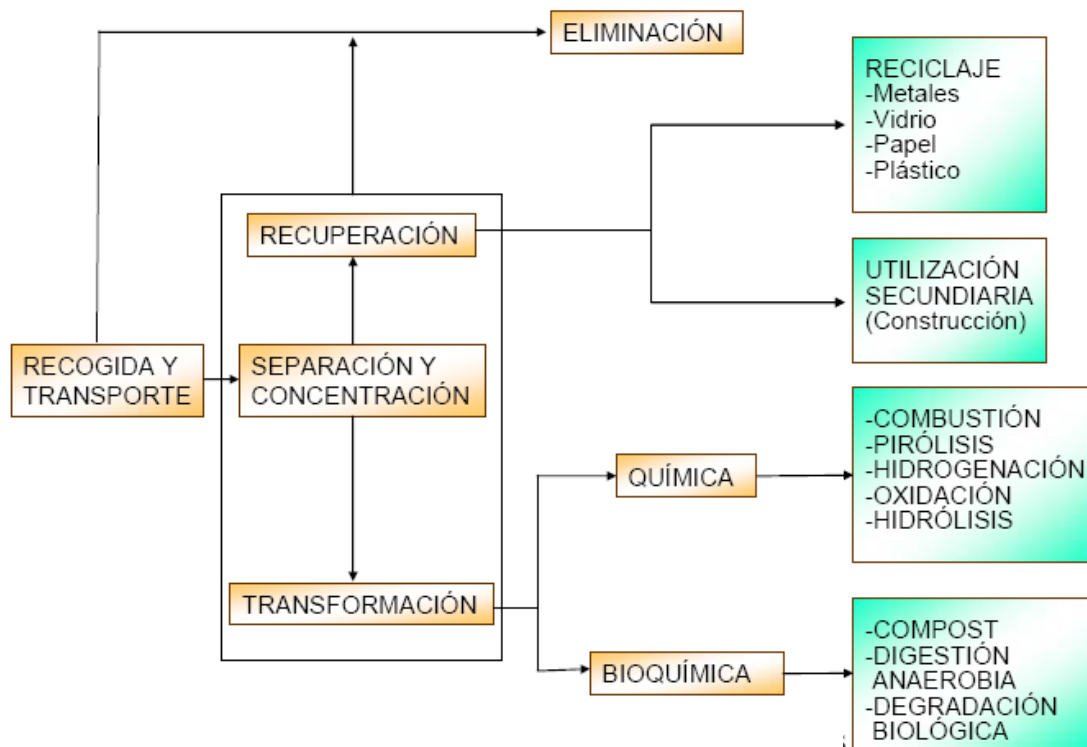 ELIMINACIÓN
RECICLAJE
-Metales
-Vidrio
-Papel
-Plástico
RECUPERACIÓN
UTILIZACIÓN
SECUNDIARIA
(Construcción)
RECOGIDA Y
TRANSPORTE
SEPARACIÓN Y
CONCENTRACIÓN
-COMBUSTIÓN
-PIRÓLISIS
-HIDROGENACIÓN
-OXIDACIÓN
-HIDRÓLISIS
QUÍMICA
TRANSFORMACIÓN
BIOQUÍMICA
-COMPOST
-DIGESTIÓN
ANAEROBIA
-DEGRADACIÓN
BIOLÓGICA